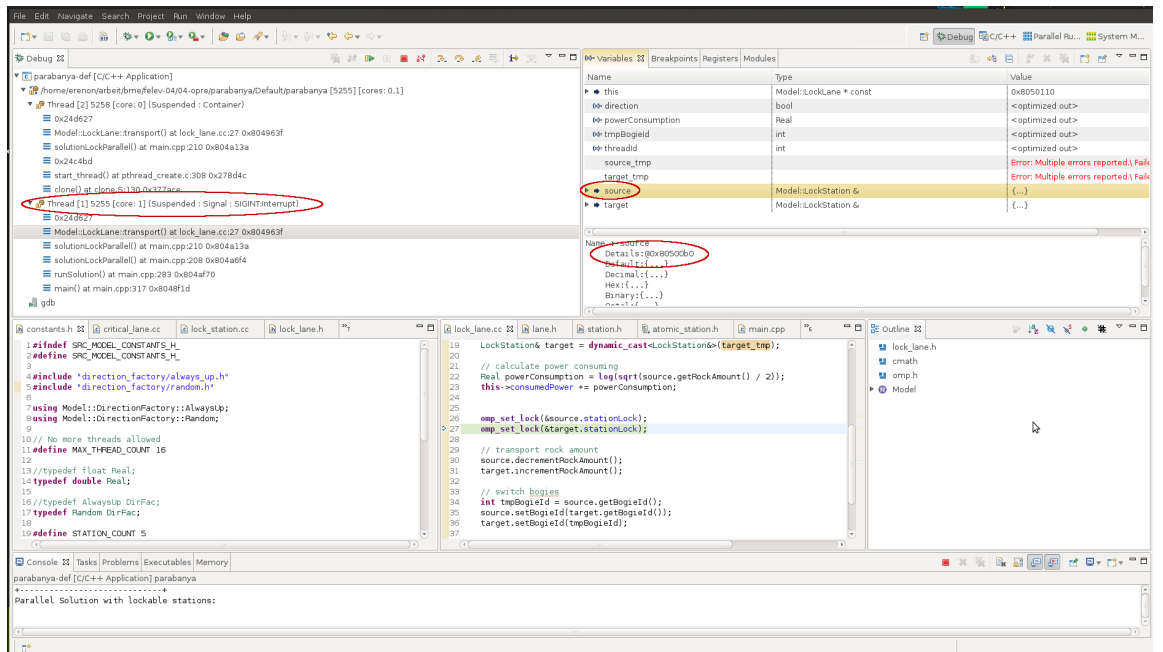 File Edit Navigate Search Project Run Window Help
Debug C/C++ Parallel Ru... System M...
Debug
parabanya-def [C/C++ Application]
/home/erenon/arbeit/bme/felev-04/04-opre/parabanya/Default/parabanya [5255] [cores: 0,1]
Thread [2] 5258 [core: 0] (Suspended : Container)
0x24d627
Model::LockLane::transport() at lock_lane.cc:27 0x804963f
solutionLockParallel() at main.cpp:210 0x804a13a
0x24c4bd
start_thread() at pthread_create.c:308 0x278d4c
clone() at clone.S:130 0x377ace
Thread [1] 5255 [core: 1] (Suspended : Signal : SIGINT:Interrupt)
0x24d627
Model::LockLane::transport() at lock_lane.cc:27 0x804963f
solutionLockParallel() at main.cpp:210 0x804a13a
solutionLockParallel() at main.cpp:208 0x804a6f4
runSolution() at main.cpp:283 0x804af70
main() at main.cpp:317 0x8048f1d
gdb
Variables Breakpoints Registers Modules
Name Type Value
this Model::LockLane * const 0x8050110
direction bool <optimized out>
powerConsumption Real <optimized out>
tmpBogieId int <optimized out>
threadId int <optimized out>
source_tmp Error: Multiple errors reported.\ Faile
target_tmp Error: Multiple errors reported.\ Faile
source Model::LockStation & {...}
target Model::LockStation & {...}
Name : source
Details:@0x80500b0
Default:{...}
Decimal:{...}
Hex:{...}
Binary:{...}
Octal:{...}
constants.h critical_lane.cc lock_station.cc lock_lane.h »7
1 #ifndef SRC_MODEL_CONSTANTS_H_
2 #define SRC_MODEL_CONSTANTS_H_
3
4 #include "direction_factory/always_up.h"
5 #include "direction_factory/random.h"
6
7 using Model::DirectionFactory::AlwaysUp;
8 using Model::DirectionFactory::Random;
9
10 // No more threads allowed
11 #define MAX_THREAD_COUNT 16
12
13 //typedef float Real;
14 typedef double Real;
15
16 //typedef AlwaysUp DirFac;
17 typedef Random DirFac;
18
19 #define STATION_COUNT 5
lock_lane.cc lane.h station.h atomic_station.h main.cpp »6
19 LockStation& target = dynamic_cast<LockStation&>(target_tmp);
20
21 // calculate power consuming
22 Real powerConsumption = log(sqrt(source.getRockAmount() / 2));
23 this->consumedPower += powerConsumption;
24
25
26 omp_set_lock(&source.stationLock);
27 omp_set_lock(&target.stationLock);
28
29 // transport rock amount
30 source.decrementRockAmount();
31 target.incrementRockAmount();
32
33 // switch bogies
34 int tmpBogieId = source.getBogieId();
35 source.setBogieId(target.getBogieId());
36 target.setBogieId(tmpBogieId);
37
Outline
lock_lane.h
cmath
omp.h
Model
Console Tasks Problems Executables Memory
parabanya-def [C/C++ Application] parabanya
+-----------------------------+
Parallel Solution with lockable stations: